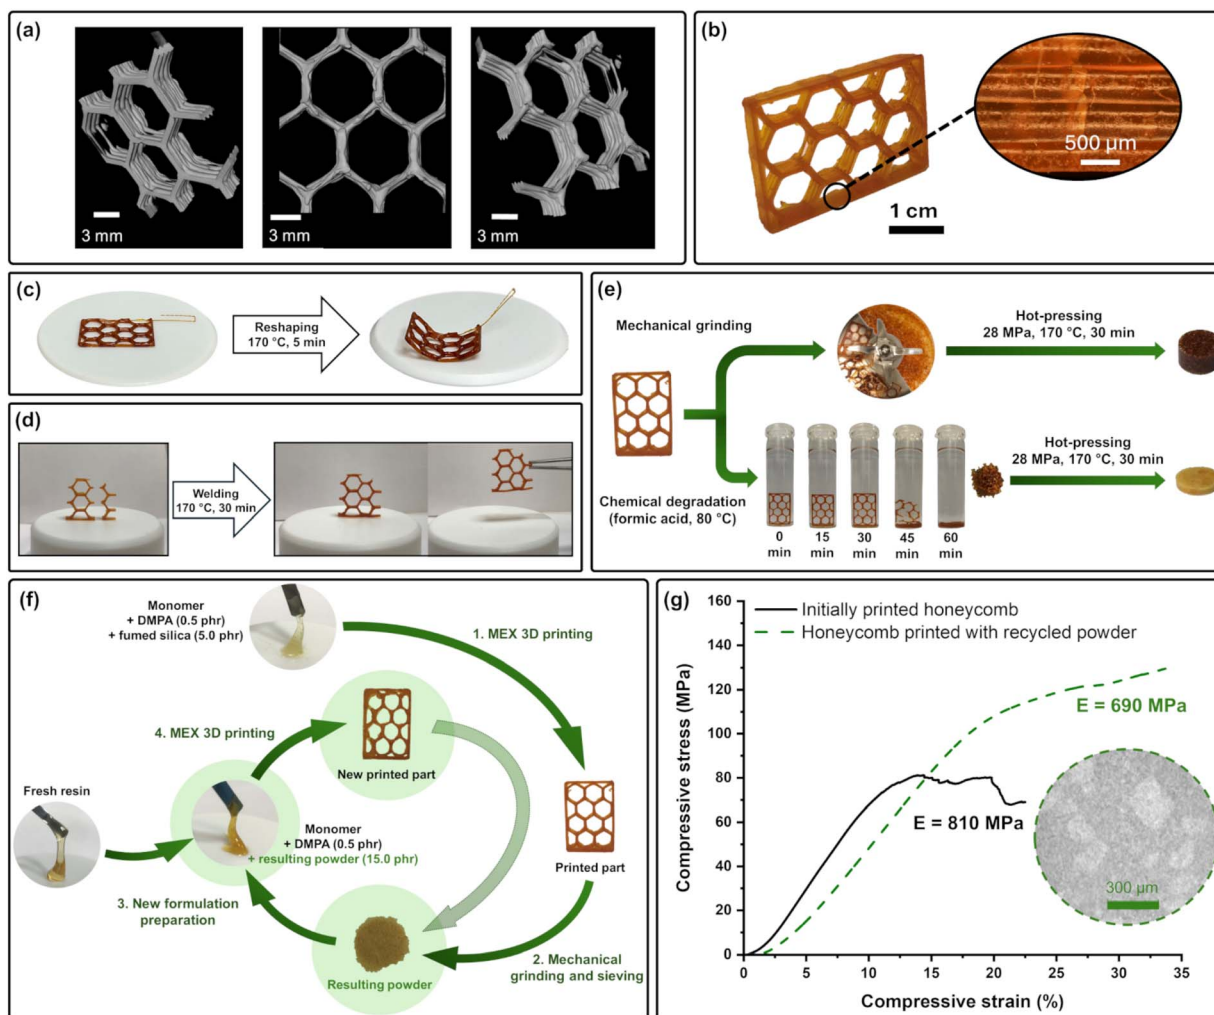 (a)
3 mm
3 mm
3 mm
(b)
500 µm
1 cm
(c)
Reshaping
170 °C, 5 min
(d)
Welding
170 °C, 30 min
(e)
Mechanical grinding
Hot-pressing
28 MPa, 170 °C, 30 min
Chemical degradation
(formic acid, 80 °C)
Hot-pressing
28 MPa, 170 °C, 30 min
0
min
15
min
30
min
45
min
60
min
(f)
Monomer
+ DMPA (0.5 phr)
+ fumed silica (5.0 phr)
1. MEX 3D printing
4. MEX 3D printing
New printed part
Fresh resin
Monomer
+ DMPA (0.5 phr)
+ resulting powder (15.0 phr)
Printed part
3. New formulation
preparation
Resulting powder
2. Mechanical
grinding and sieving
(g)
Compressive stress (MPa)
160
140
120
100
80
60
40
20
0
Initially printed honeycomb
Honeycomb printed with recycled powder
E = 690 MPa
E = 810 MPa
300 µm
0
5
10
15
20
25
30
35
Compressive strain (%)